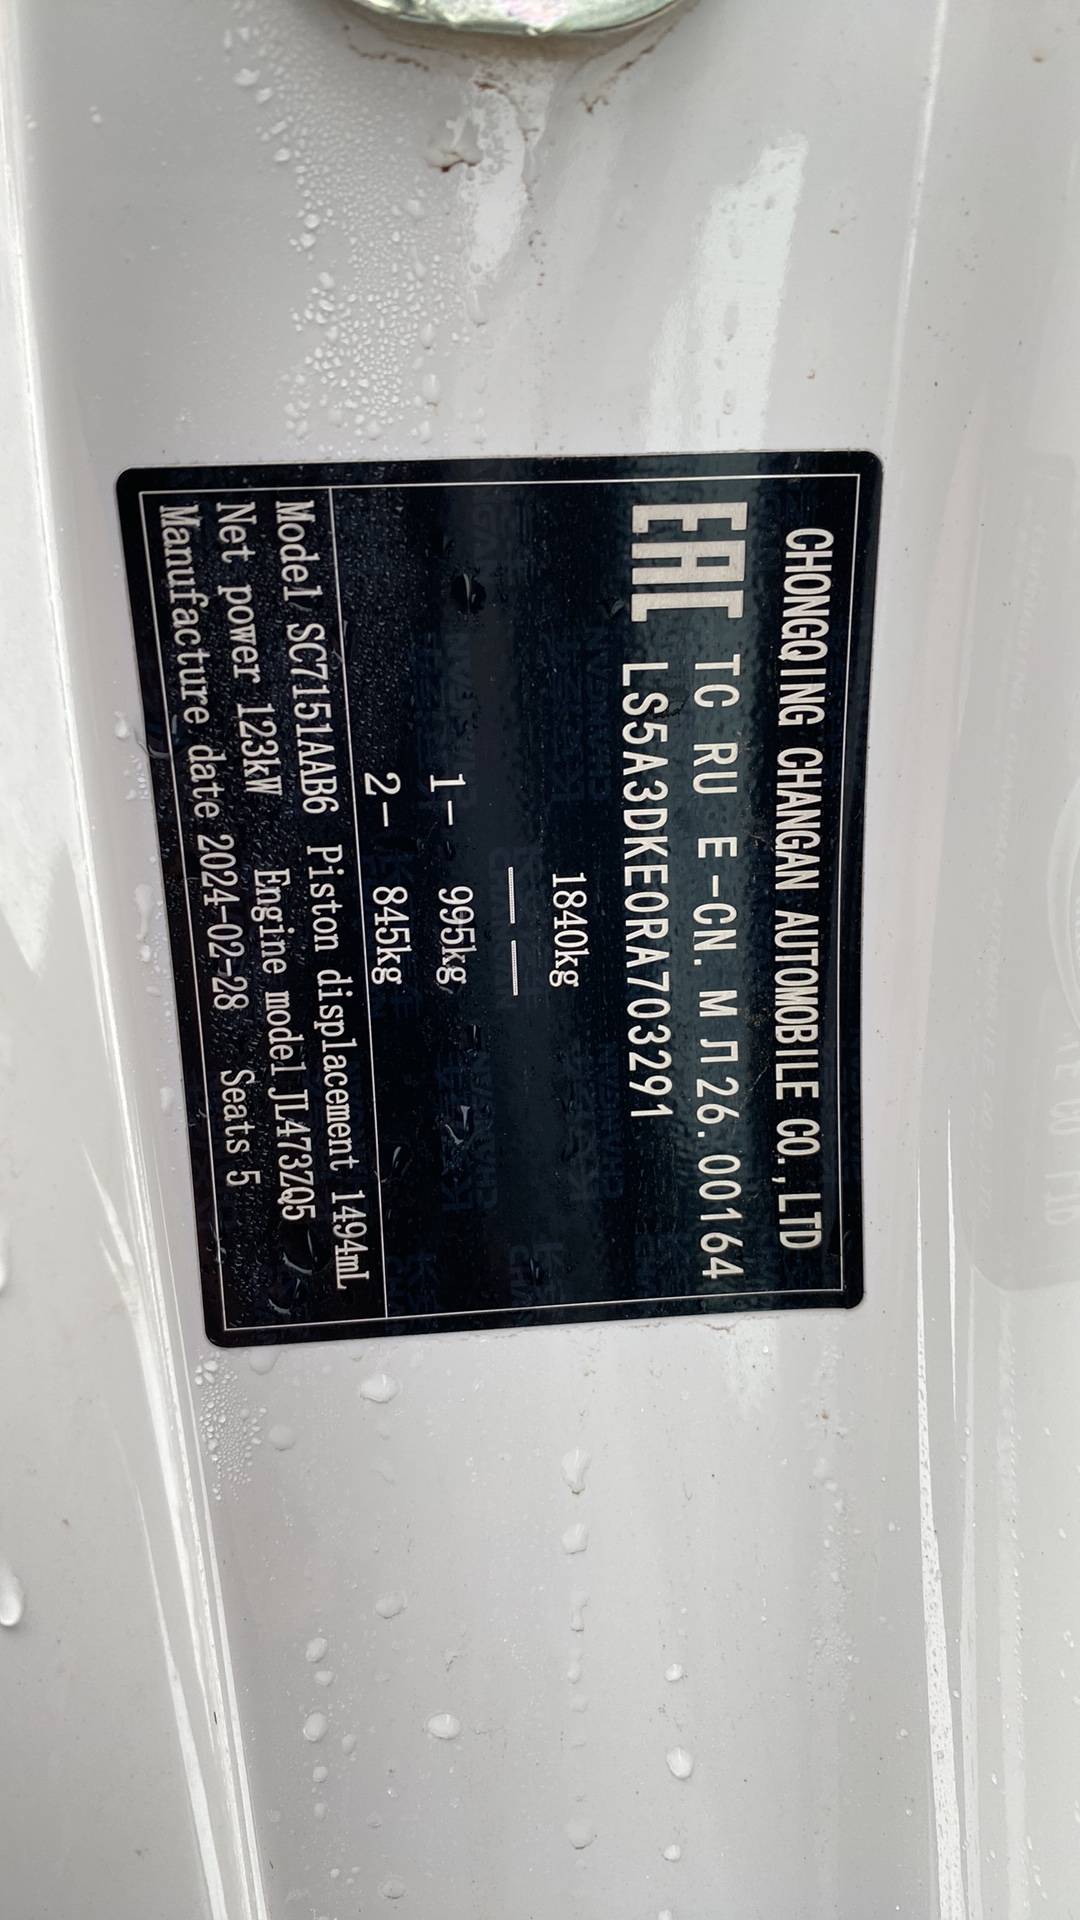 CHONGQING CHANGAN AUTOMOBILE CO.,LTD
EAC TC RU E-CN. МЛ26.00164
LS5A3DKE0RA703291
1840kg
— —
1— 995kg
2— 845kg
Model SC7151AAB6 Piston displacement 1494mL
Net power 123kW Engine model JL473ZQ5
Manufacture date 2024-02-28 Seats 5